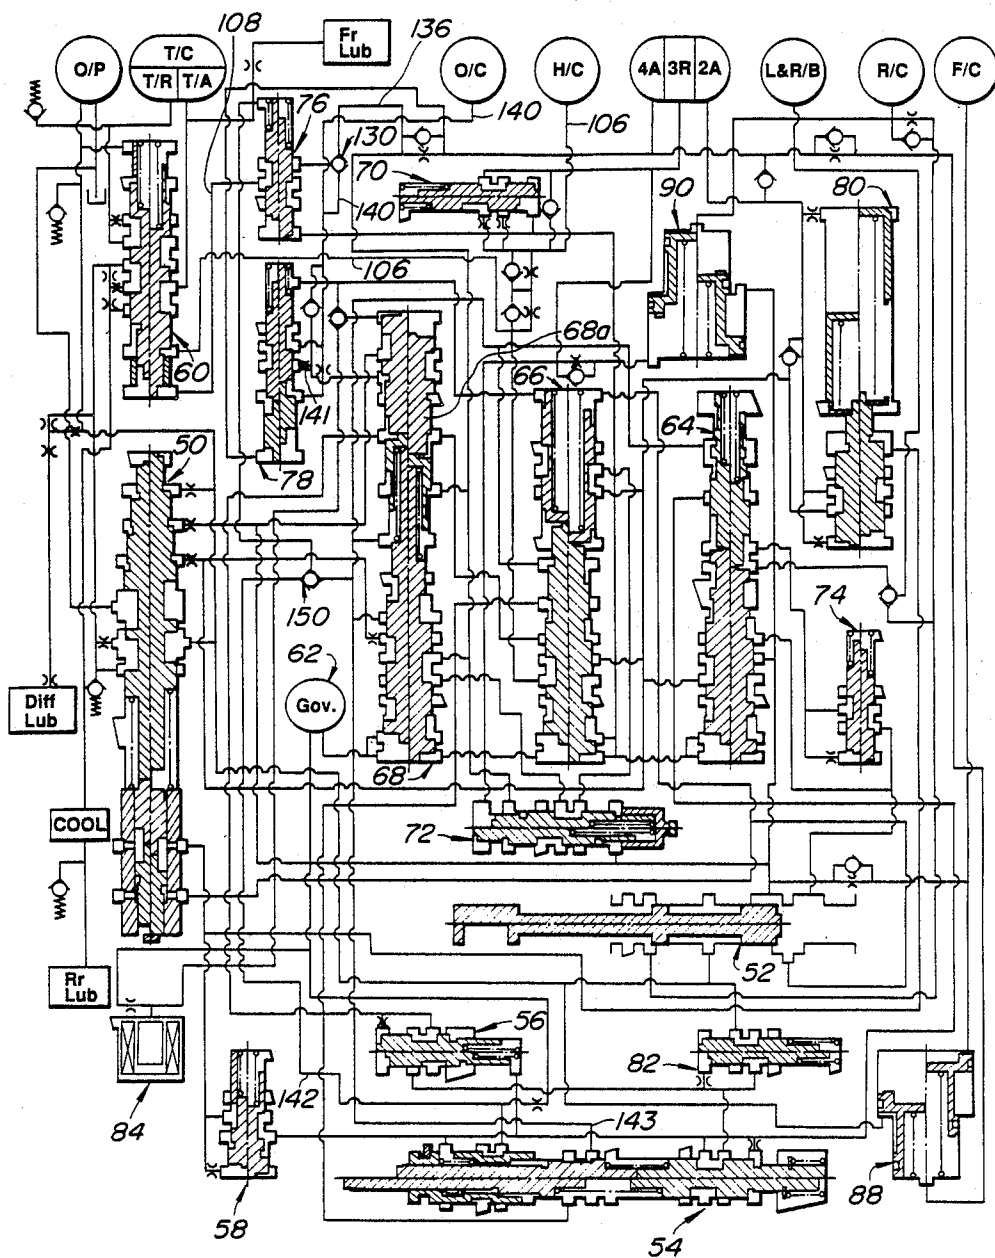 108
Fr
Lub
136
O/P
T/C
T/R
T/A
O/C
H/C
4A
3R
2A
L&R/B
R/C
F/C
76
130
140
106
70
90
80
140
106
60
141
68a
66
64
50
78
150
74
62
Gov.
Diff
Lub
68
COOL
72
52
Rr
Lub
56
82
142
143
84
58
54
88